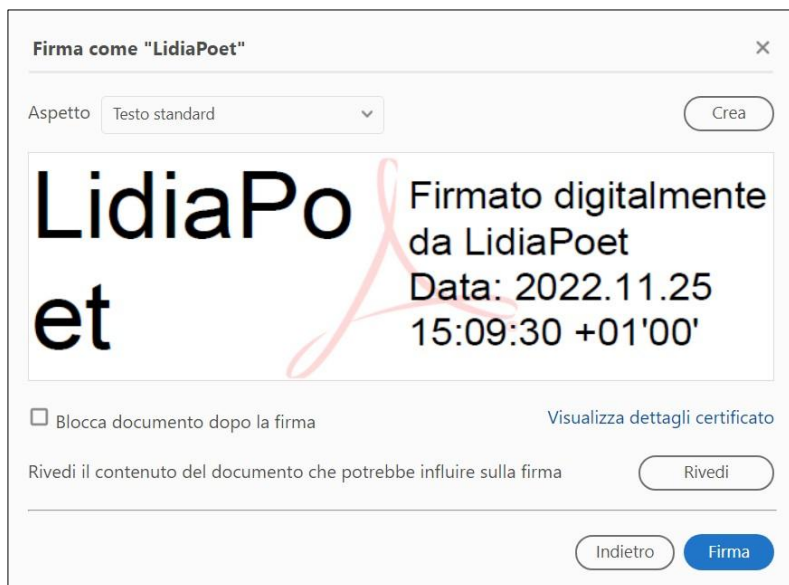 Firma come "LidiaPoet"
Aspetto Testo standard Crea
LidiaPo
et
Firmato digitalmente
da LidiaPoet
Data: 2022.11.25
15:09:30 +01'00'
Blocca documento dopo la firma Visualizza dettagli certificato
Rivedi il contenuto del documento che potrebbe influire sulla firma Rivedi
Indietro Firma